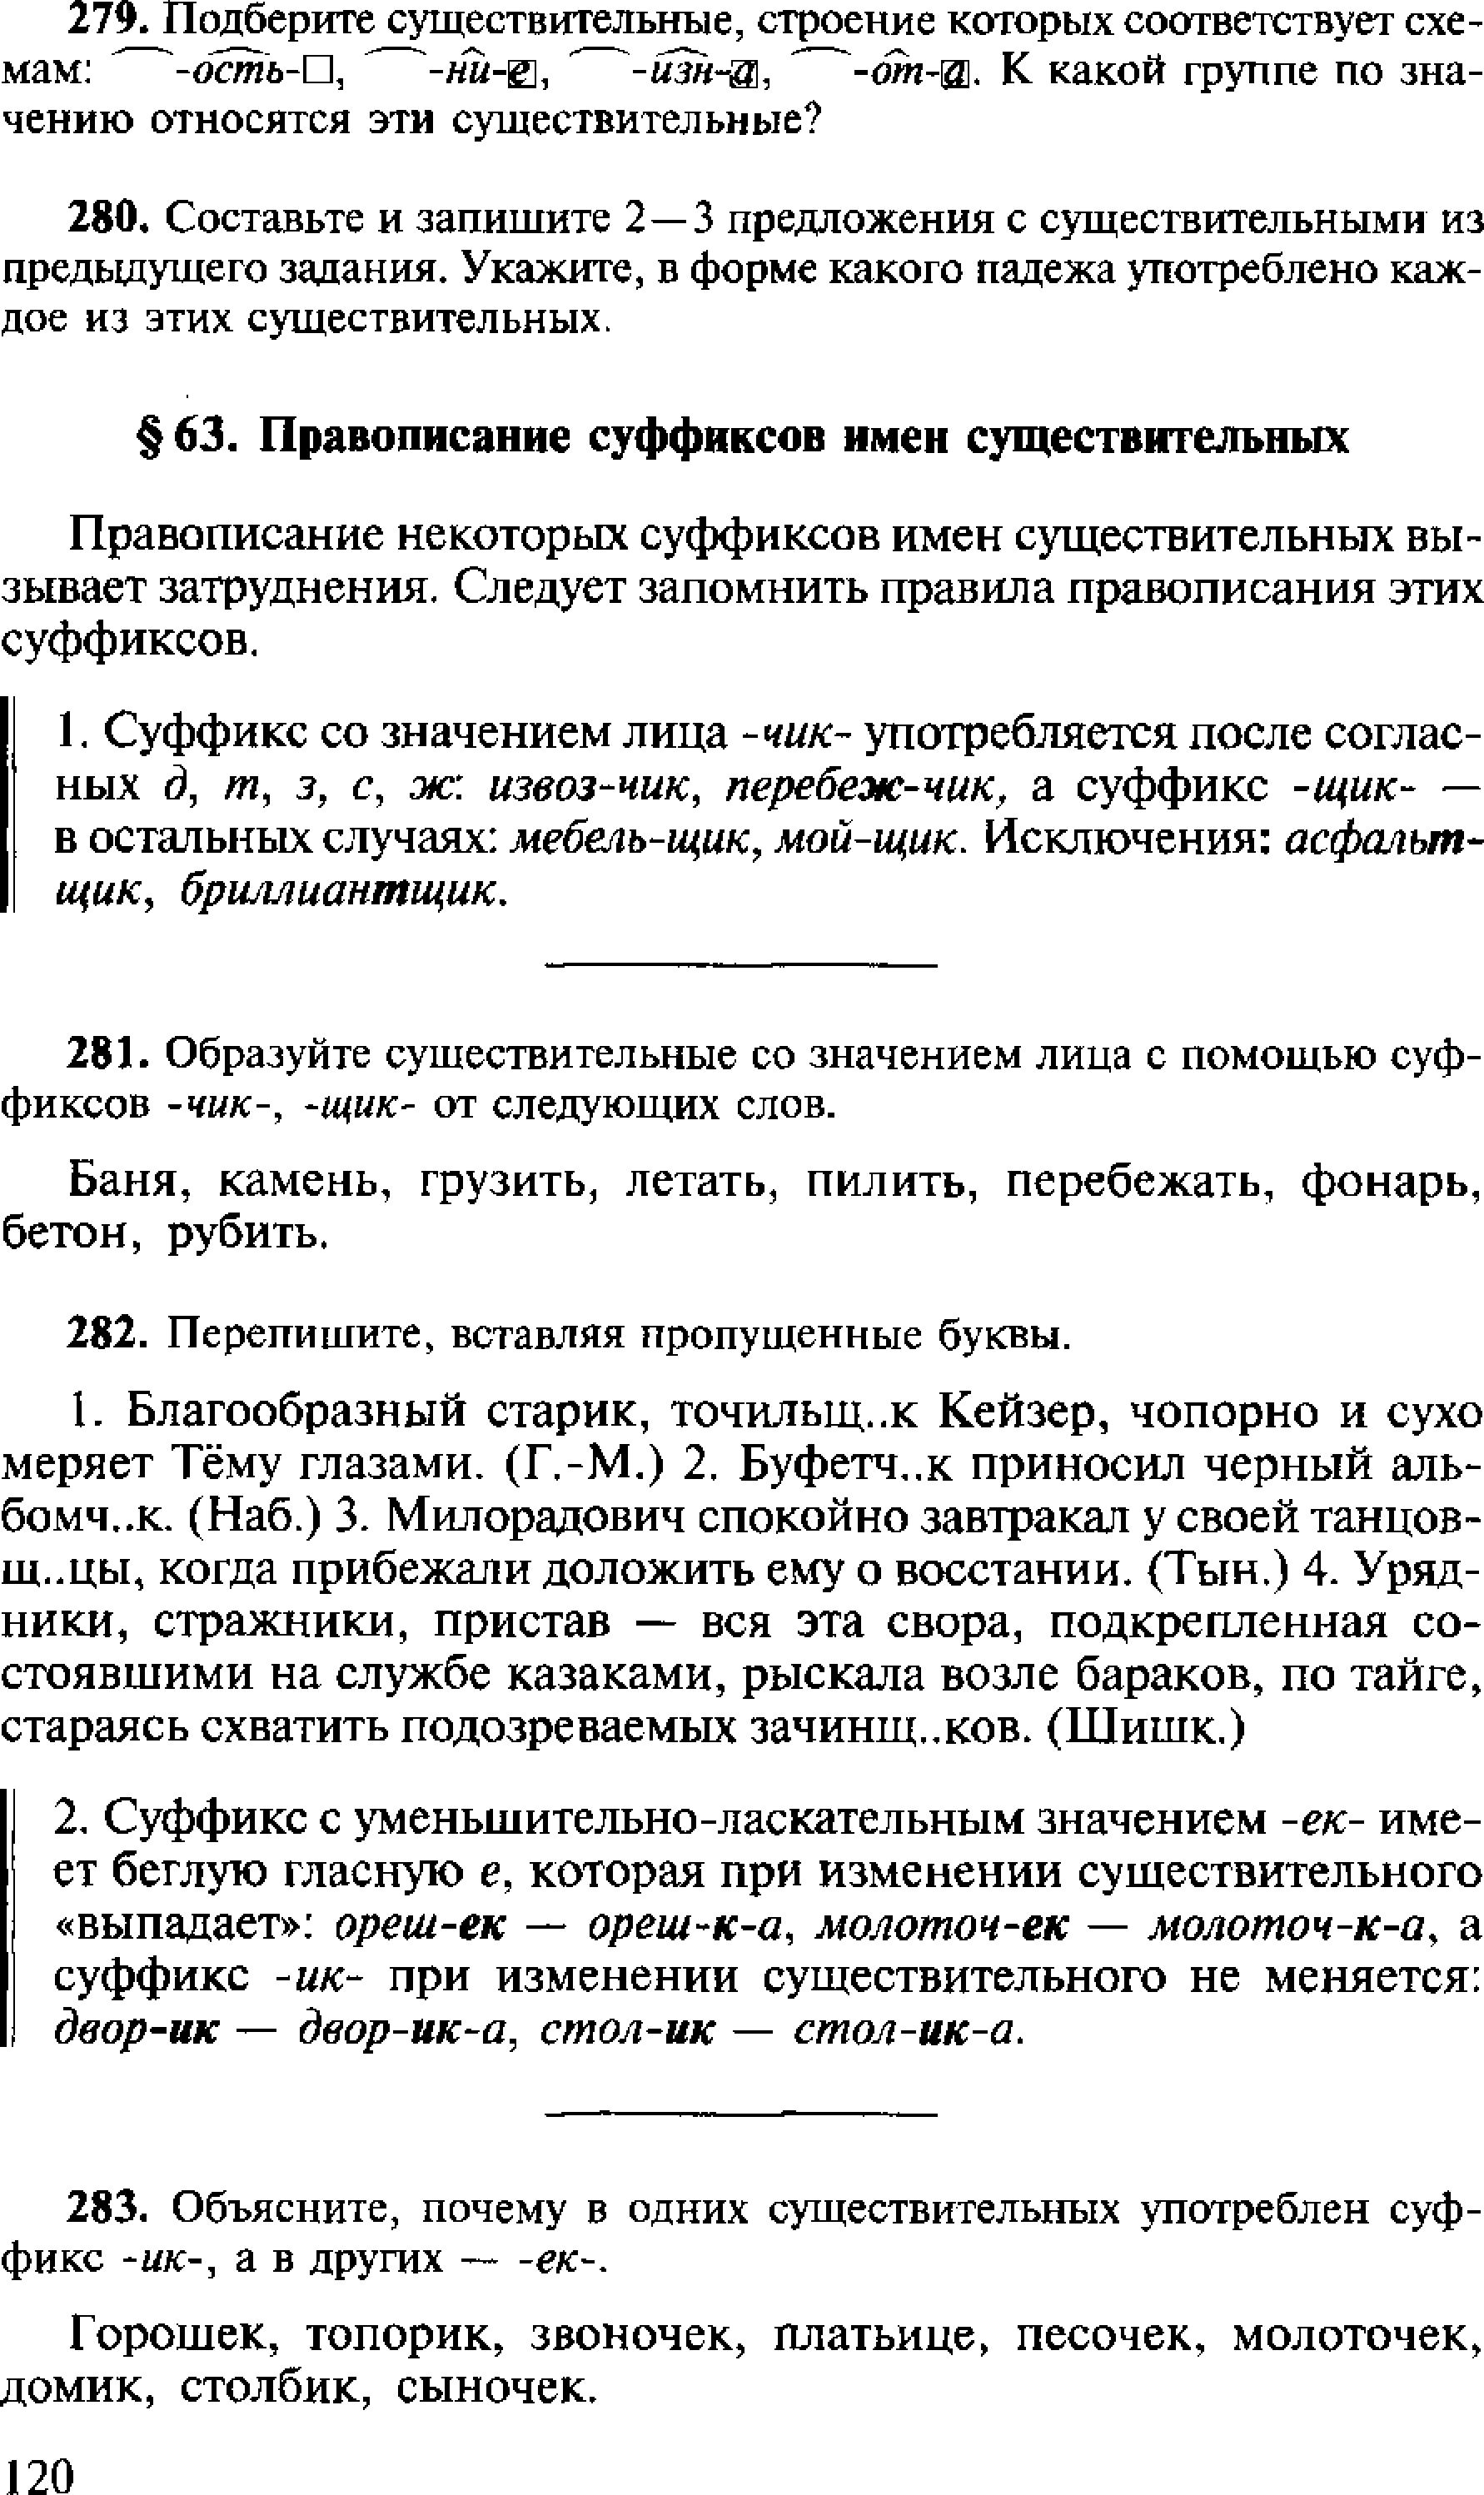 279. Подберите существительные, строение которых соответствует схе-
мам: -ость-□, -ни-е, -изн-а, -от-а. К какой группе по зна-
чению относятся эти существительные?
280. Составьте и запишите 2—3 предложения с существительными из
предыдущего задания. Укажите, в форме какого падежа употреблено каж-
дое из этих существительных.
§ 63. Правописание суффиксов имен существительных
Правописание некоторых суффиксов имен существительных вы-
зывает затруднения. Следует запомнить правила правописания этих
суффиксов.
1. Суффикс со значением лица -чик- употребляется после соглас-
ных д, т, з, с, ж: извоз-чик, перебеж-чик, а суффикс -щик- —
в остальных случаях: мебель-щик, мой-щик. Исключения: асфальт-
щик, бриллиантщик.
281. Образуйте существительные со значением лица с помощью суф-
фиксов -чик-, -щик- от следующих слов.
Баня, камень, грузить, летать, пилить, перебежать, фонарь,
бетон, рубить.
282. Перепишите, вставляя пропущенные буквы.
1. Благообразный старик, точильщ..к Кейзер, чопорно и сухо
меряет Тёму глазами. (Г.-М.) 2. Буфетч..к приносил черный аль-
бомч..к. (Наб.) 3. Милорадович спокойно завтракал у своей танцов-
щ..цы, когда прибежали доложить ему о восстании. (Тын.) 4. Уряд-
ники, стражники, пристав — вся эта свора, подкрепленная со-
стоявшими на службе казаками, рыскала возле бараков, по тайге,
стараясь схватить подозреваемых зачинщ..ков. (Шишк.)
2. Суффикс с уменьшительно-ласкательным значением -ек- име-
ет беглую гласную е, которая при изменении существительного
«выпадает»: ореш-ек — ореш-к-а, молоточ-ек — молоточ-к-а, а
суффикс -ик- при изменении существительного не меняется:
двор-ик — двор-ик-а, стол-ик — стол-ик-а.
283. Объясните, почему в одних существительных употреблен суф-
фикс -ик-, а в других — -ек-.
Горошек, топорик, звоночек, платьице, песочек, молоточек,
домик, столбик, сыночек.
120